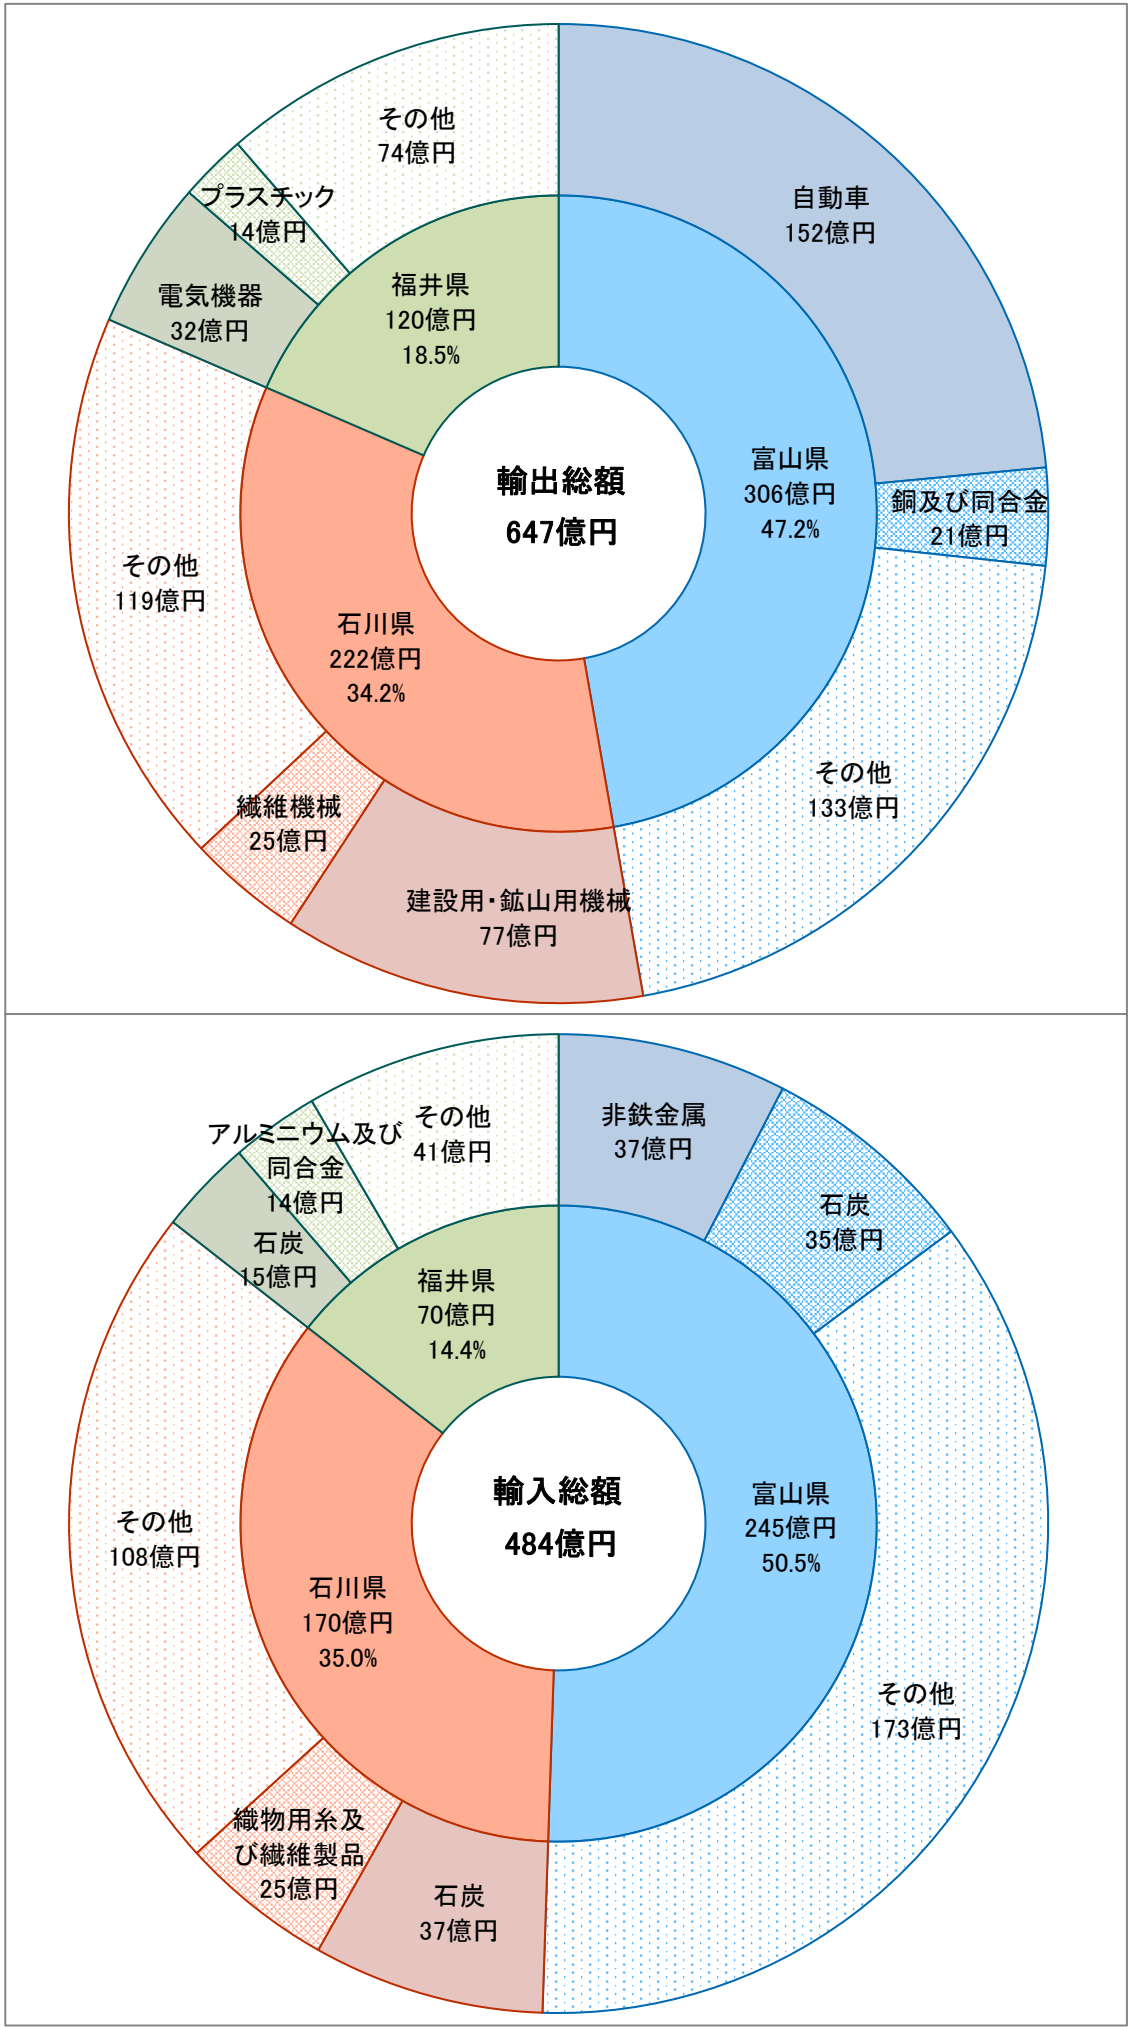 その他
74億円
プラスチック
14億円
電気機器
32億円
福井県
120億円
18.5%
自動車
152億円
輸出総額
647億円
富山県
306億円
47.2%
銅及び同合金
21億円
その他
119億円
石川県
222億円
34.2%
その他
133億円
繊維機械
25億円
建設用・鉱山用機械
77億円
その他
41億円
アルミニウム及び
同合金
14億円
石炭
15億円
非鉄金属
37億円
石炭
35億円
福井県
70億円
14.4%
輸入総額
484億円
富山県
245億円
50.5%
その他
108億円
石川県
170億円
35.0%
その他
173億円
織物用糸及
び繊維製品
25億円
石炭
37億円